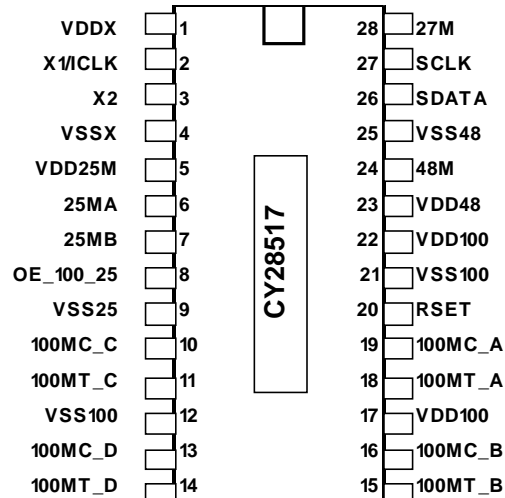 VDDX 1 28 27M
X1/ICLK 2 27 SCLK
X2 3 26 SDATA
VSSX 4 25 VSS48
VDD25M 5 24 48M
25MA 6 23 VDD48
25MB 7 22 VDD100
OE_100_25 8 21 VSS100
VSS25 9 20 RSET
100MC_C 10 19 100MC_A
100MT_C 11 18 100MT_A
VSS100 12 17 VDD100
100MC_D 13 16 100MC_B
100MT_D 14 15 100MT_B
CY28517